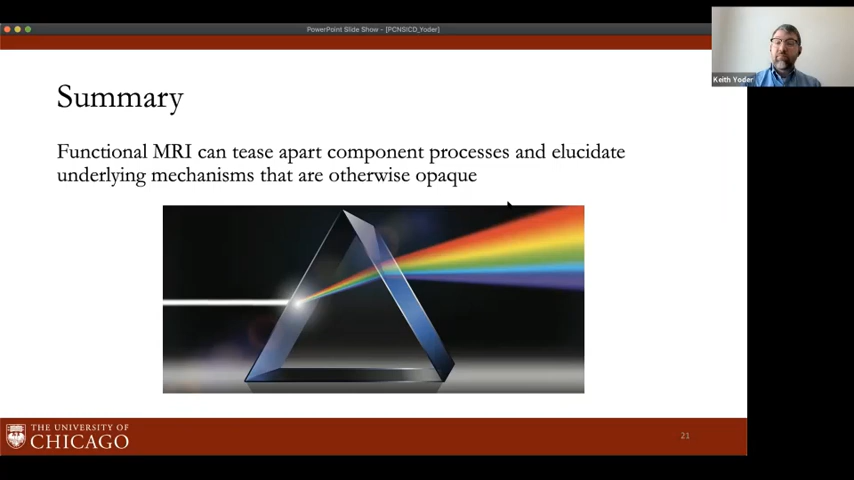 PowerPoint Slide Show - [PCNSICD_Yoder]
Keith Yoder
Summary
Functional MRI can tease apart component processes and elucidate
underlying mechanisms that are otherwise opaque
THE UNIVERSITY OF
CHICAGO
21